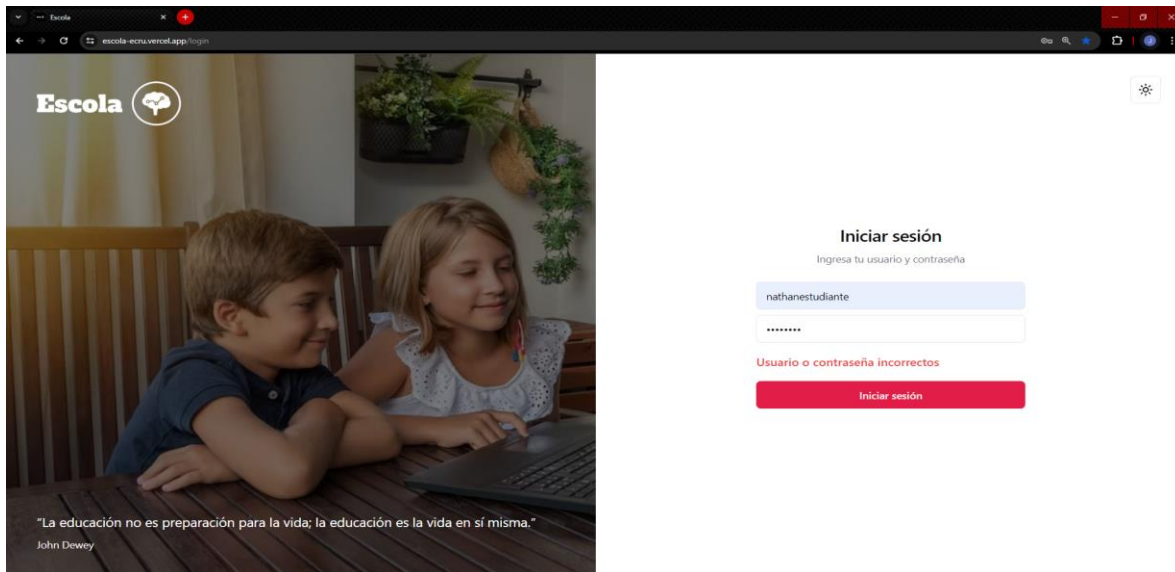 Escola
escola-ecru.vercel.app/login
Escola
Iniciar sesión
Ingresa tu usuario y contraseña
nathanestudiante
••••••••
Usuario o contraseña incorrectos
Iniciar sesión
“La educación no es preparación para la vida; la educación es la vida en sí misma.”
John Dewey